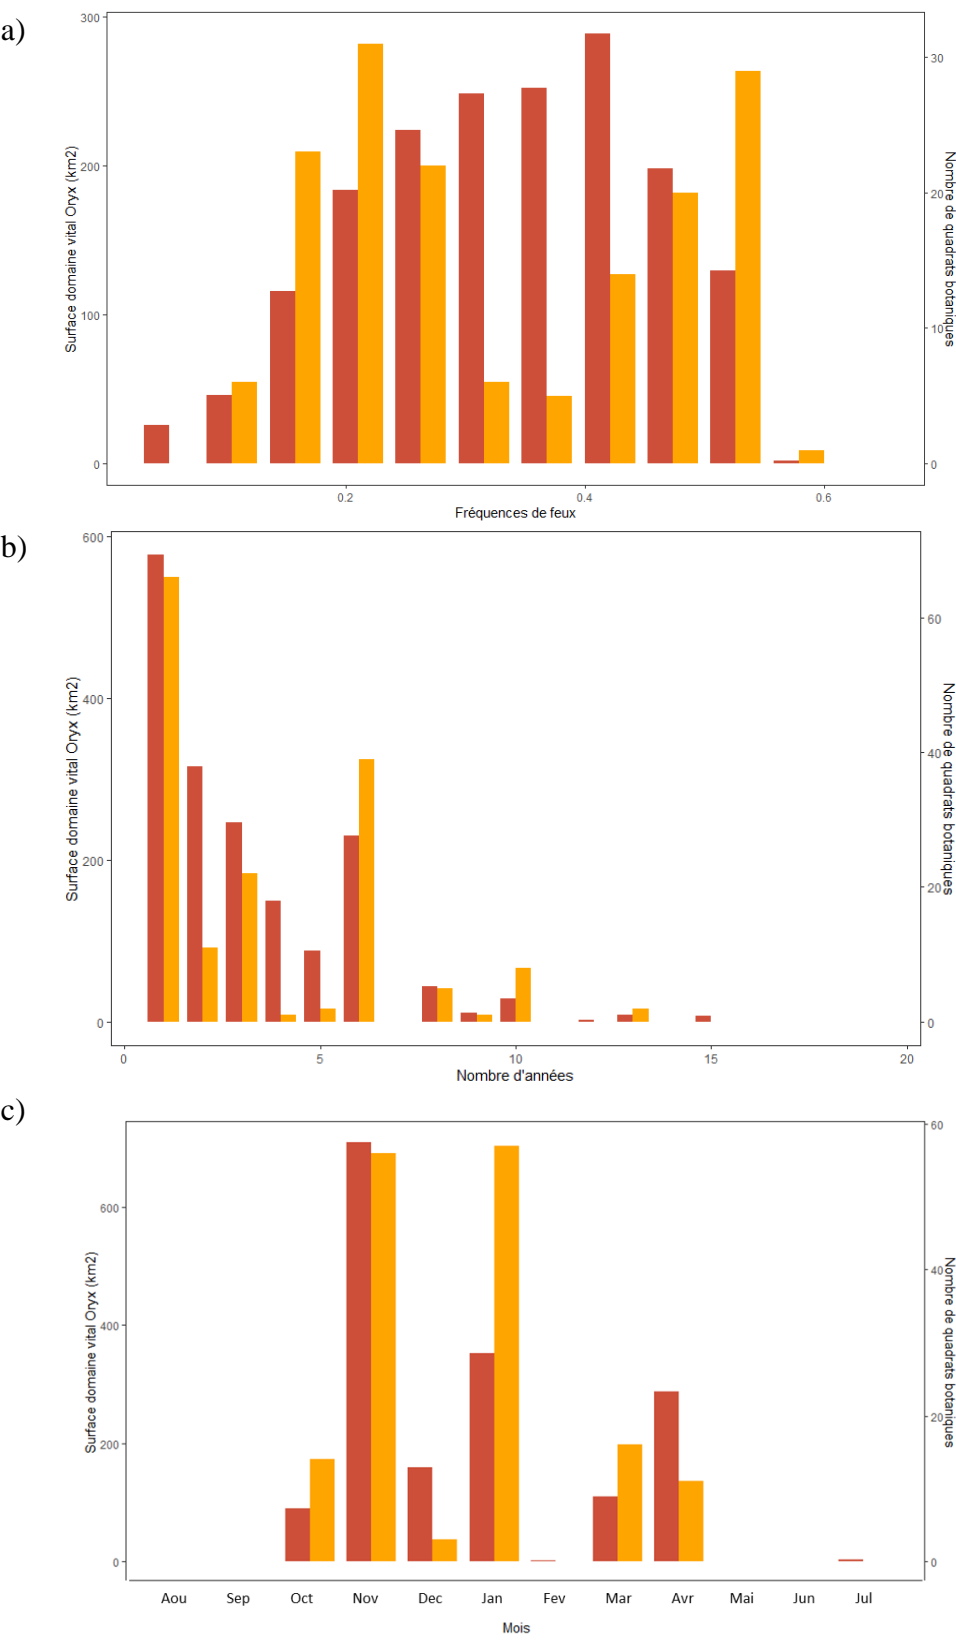 a)
300
200
100
0
Surface domaine vital Oryx (km2)
30
20
10
0
Nombre de quadrats botaniques
0.2 0.4 0.6
Fréquences de feux
b)
600
400
200
0
Surface domaine vital Oryx (km2)
60
40
20
0
Nombre de quadrats botaniques
0 5 10 15 20
Nombre d'années
c)
600
400
200
0
Surface domaine vital Oryx (km2)
60
40
20
0
Nombre de quadrats botaniques
Aou Sep Oct Nov Dec Jan Fev Mar Avr Mai Jun Jul
Mois